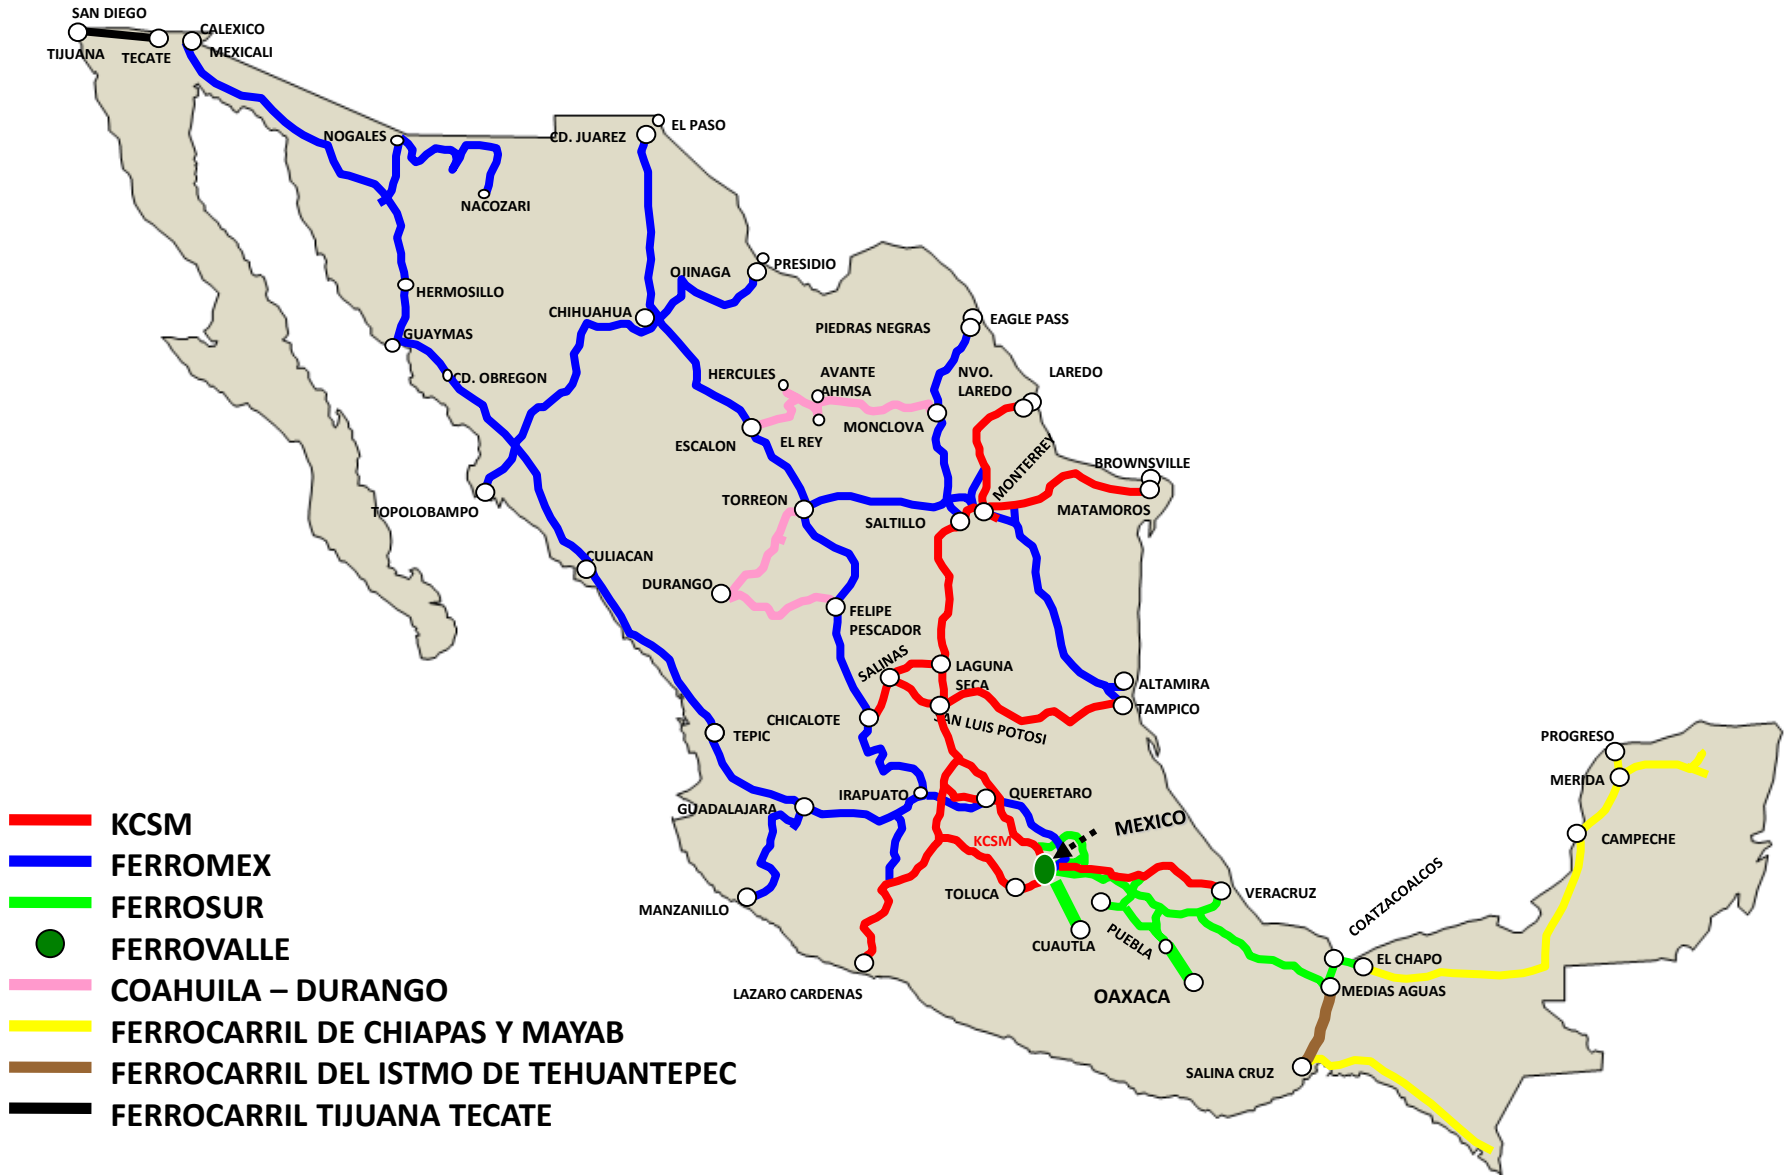 SAN DIEGO
CALEXICO
TIJUANA
TECATE
MEXICALI
NOGALES
CD. JUAREZ
EL PASO
NACOZARI
OJINAGA
PRESIDIO
HERMOSILLO
CHIHUAHUA
GUAYMAS
PIEDRAS NEGRAS
EAGLE PASS
CD. OBREGON
HERCULES
AVANTE
AHMSA
NVO.
LAREDO
LAREDO
ESCALON
EL REY
MONCLOVA
MONTERREY
BROWNSVILLE
TOPOLOBAMPO
TORREON
SALTILLO
MATAMOROS
CULIACAN
DURANGO
FELIPE
PESCADOR
SALINAS
LAGUNA
SECA
ALTAMIRA
TAMPICO
CHICALOTE
SAN LUIS POTOSI
TEPIC
PROGRESO
MERIDA
IRAPUATO
QUERETARO
GUADALAJARA
MEXICO
KCSM
CAMPECHE
TOLUCA
VERACRUZ
COATZACOALCOS
MANZANILLO
CUAUTLA
PUEBLA
EL CHAPO
LAZARO CARDENAS
OAXACA
MEDIAS AGUAS
SALINA CRUZ
KCSM
FERROMEX
FERROSUR
FERROVALLE
COAHUILA – DURANGO
FERROCARRIL DE CHIAPAS Y MAYAB
FERROCARRIL DEL ISTMO DE TEHUANTEPEC
FERROCARRIL TIJUANA TECATE